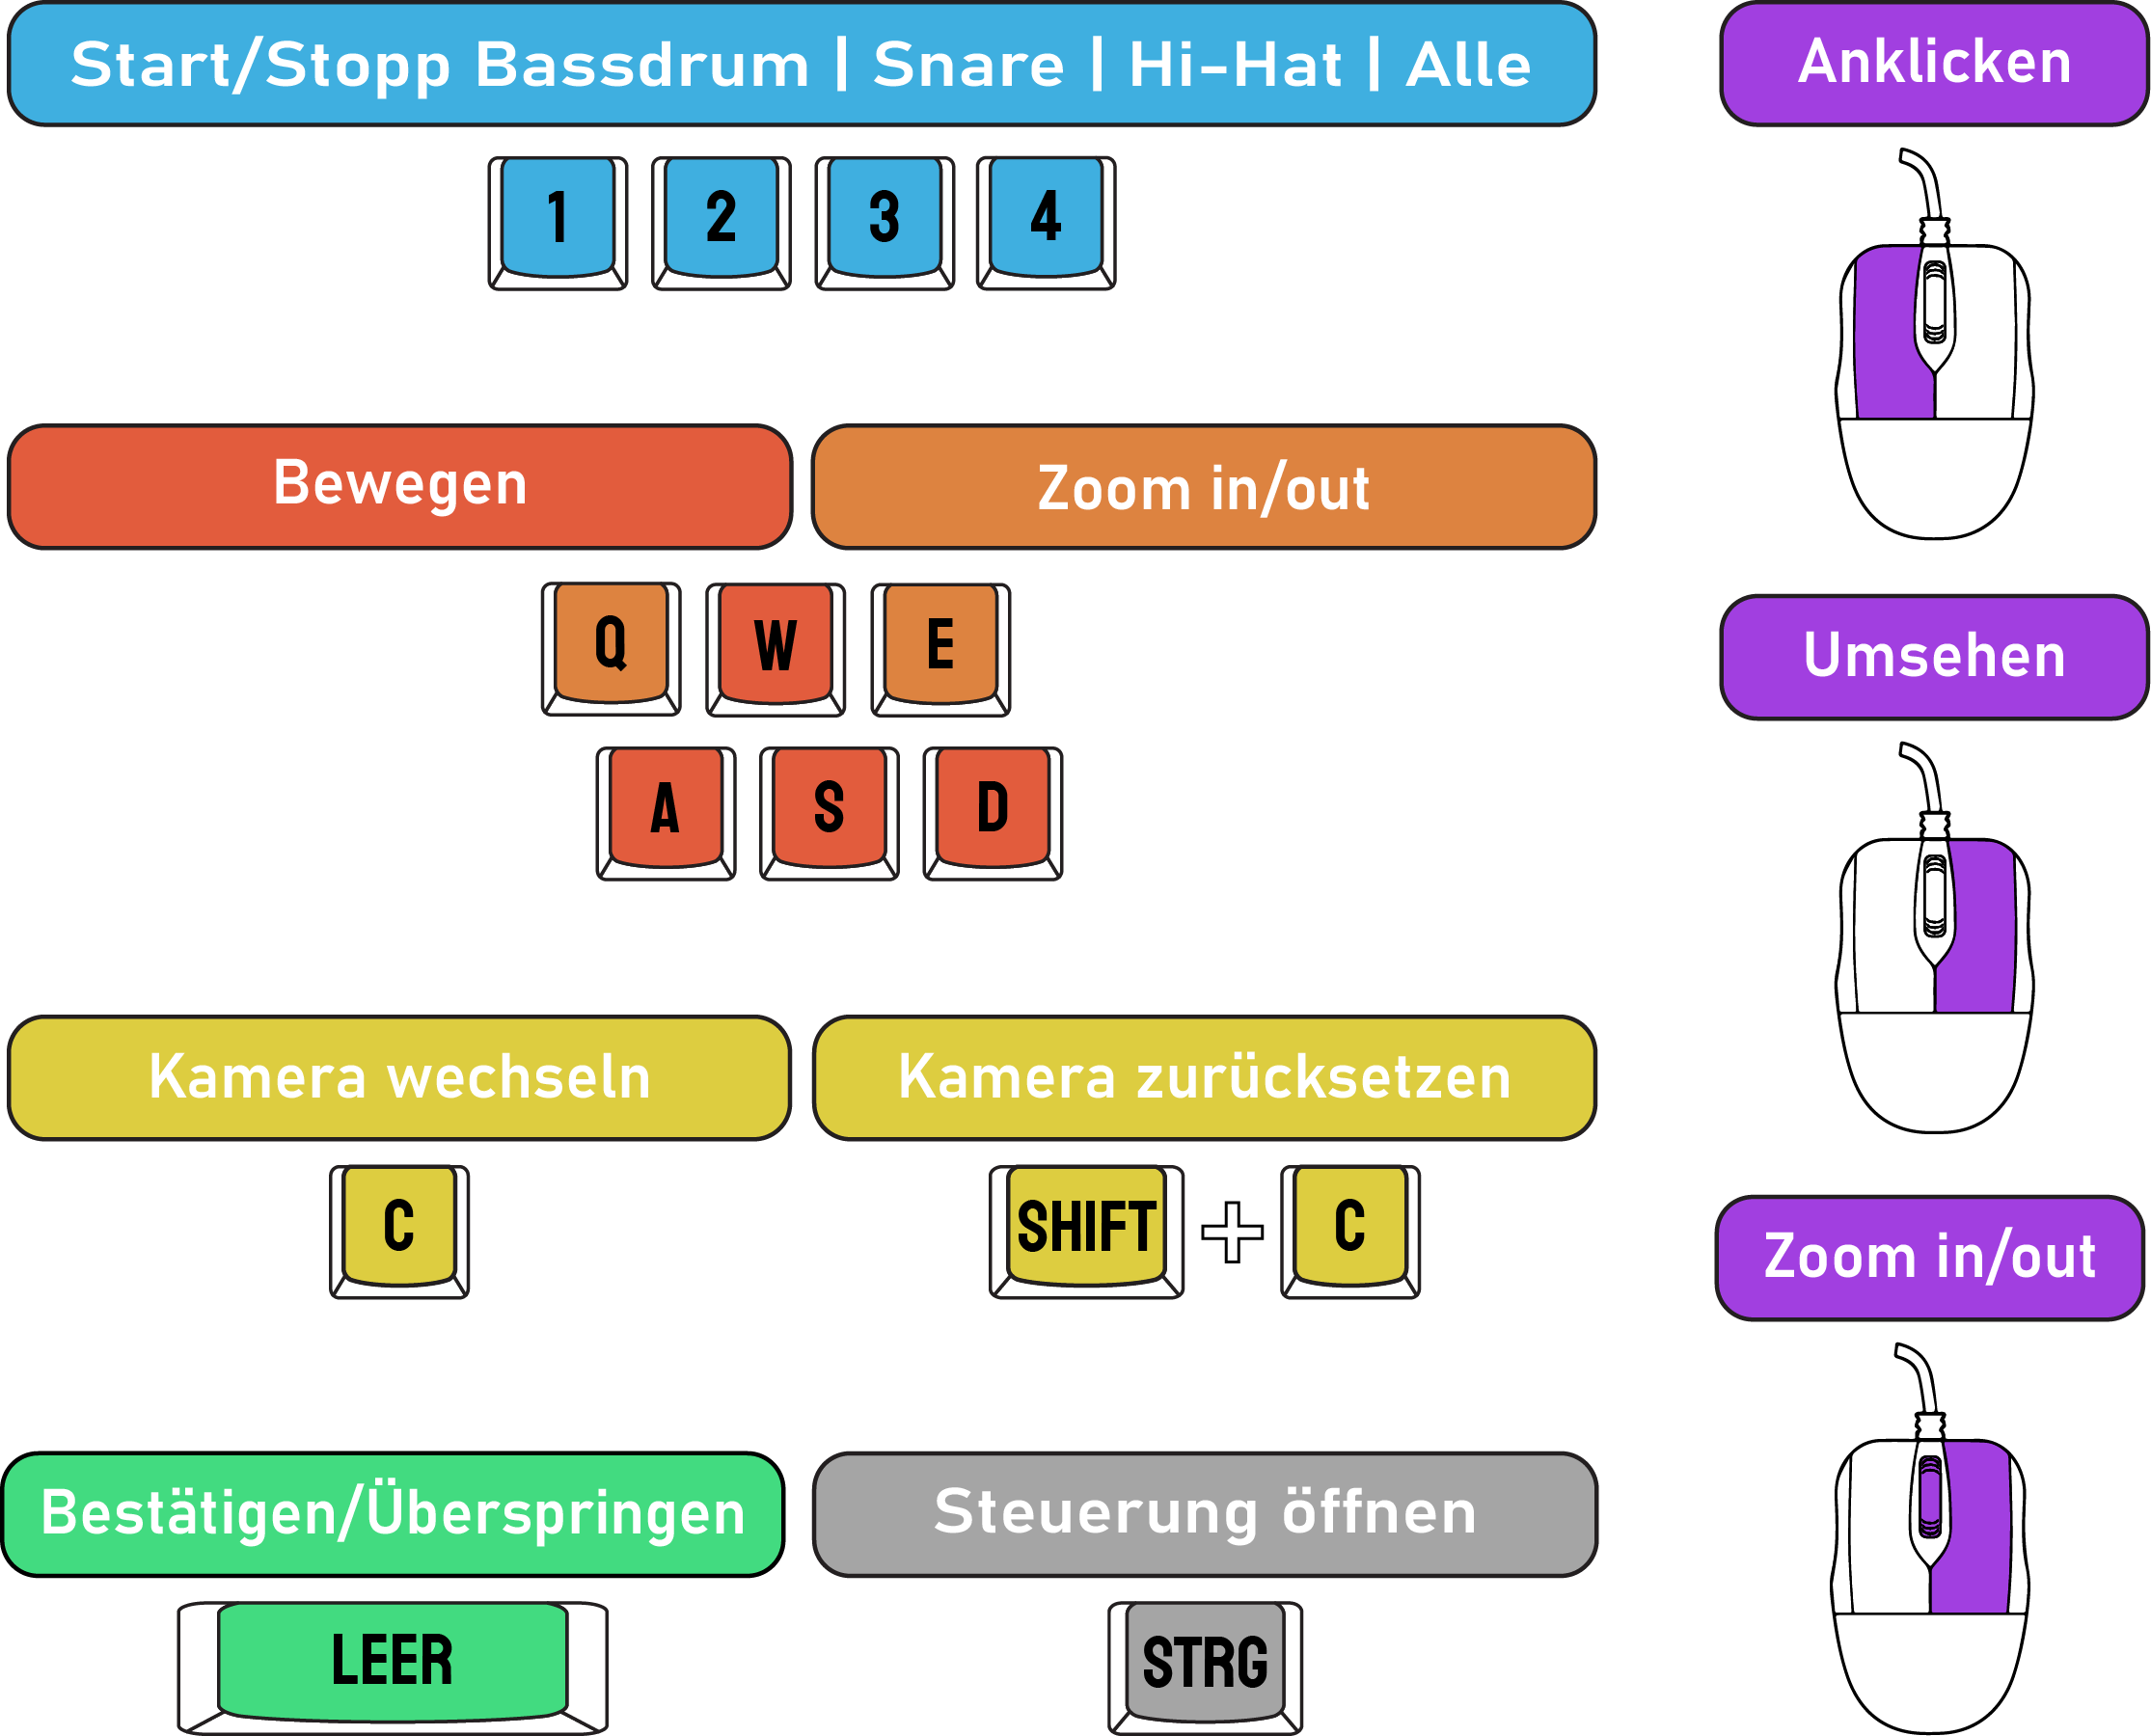 Start/Stopp Bassdrum | Snare | Hi-Hat | Alle
1 2 3 4
Bewegen
Zoom in/out
Q W E
A S D
Kamera wechseln
C
Kamera zurücksetzen
SHIFT + C
Bestätigen/Überspringen
LEER
Steuerung öffnen
STRG
Anklicken
Umsehen
Zoom in/out